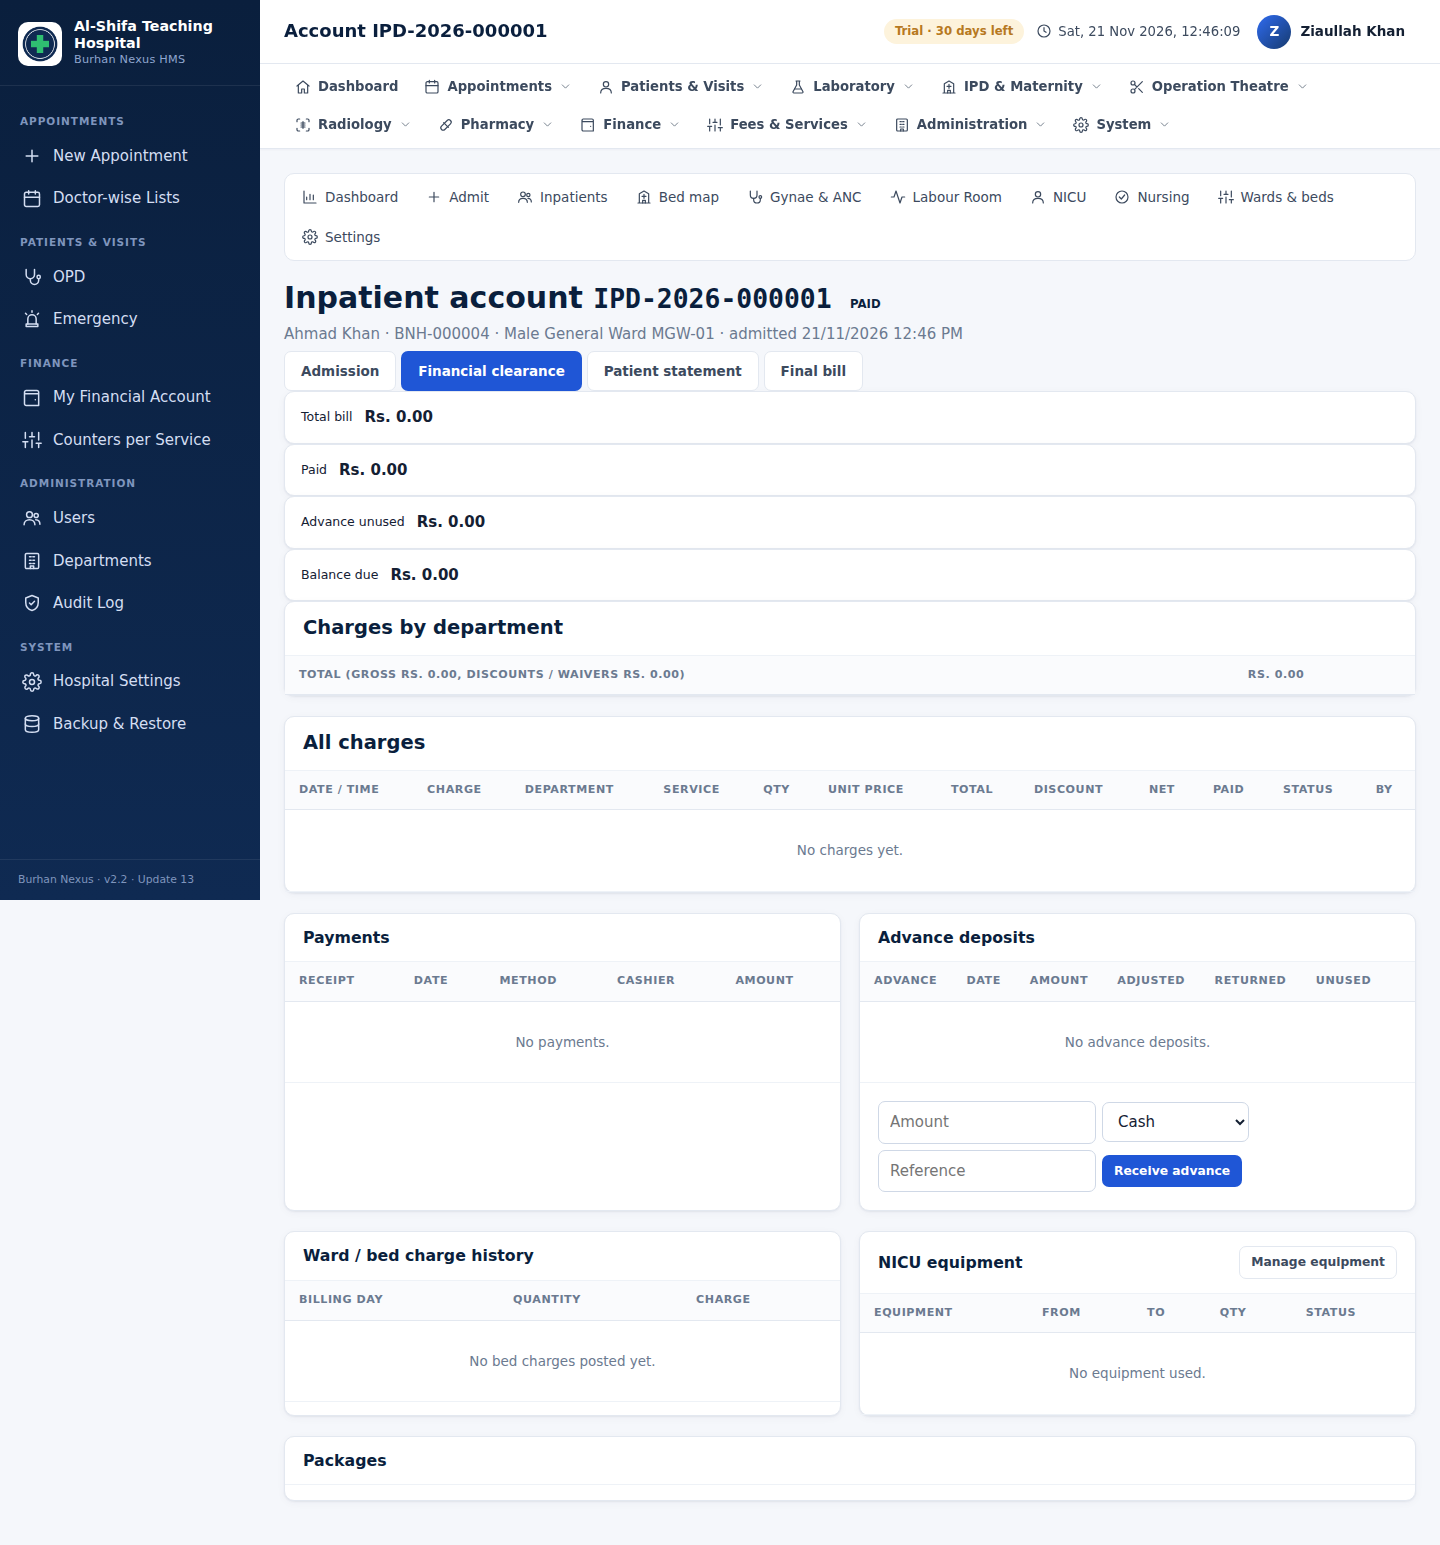 Al-Shifa Teaching
Hospital
Burhan Nexus HMS
APPOINTMENTS
New Appointment
Doctor-wise Lists
PATIENTS & VISITS
OPD
Emergency
FINANCE
My Financial Account
Counters per Service
ADMINISTRATION
Users
Departments
Audit Log
SYSTEM
Hospital Settings
Backup & Restore
Burhan Nexus · v2.2 · Update 13
Account IPD-2026-000001
Trial · 30 days left
Sat, 21 Nov 2026, 12:46:09
Z
Ziaullah Khan
Dashboard Appointments Patients & Visits Laboratory IPD & Maternity Operation Theatre
Radiology Pharmacy Finance Fees & Services Administration System
Dashboard Admit Inpatients Bed map Gynae & ANC Labour Room NICU Nursing Wards & beds
Settings
Inpatient account IPD-2026-000001 PAID
Ahmad Khan · BNH-000004 · Male General Ward MGW-01 · admitted 21/11/2026 12:46 PM
Admission Financial clearance Patient statement Final bill
Total bill Rs. 0.00
Paid Rs. 0.00
Advance unused Rs. 0.00
Balance due Rs. 0.00
Charges by department
TOTAL (GROSS RS. 0.00, DISCOUNTS / WAIVERS RS. 0.00) RS. 0.00
All charges
DATE / TIME CHARGE DEPARTMENT SERVICE QTY UNIT PRICE TOTAL DISCOUNT NET PAID STATUS BY
No charges yet.
Payments
RECEIPT DATE METHOD CASHIER AMOUNT
No payments.
Advance deposits
ADVANCE DATE AMOUNT ADJUSTED RETURNED UNUSED
No advance deposits.
Amount Cash
Reference Receive advance
Ward / bed charge history
BILLING DAY QUANTITY CHARGE
No bed charges posted yet.
NICU equipment Manage equipment
EQUIPMENT FROM TO QTY STATUS
No equipment used.
Packages